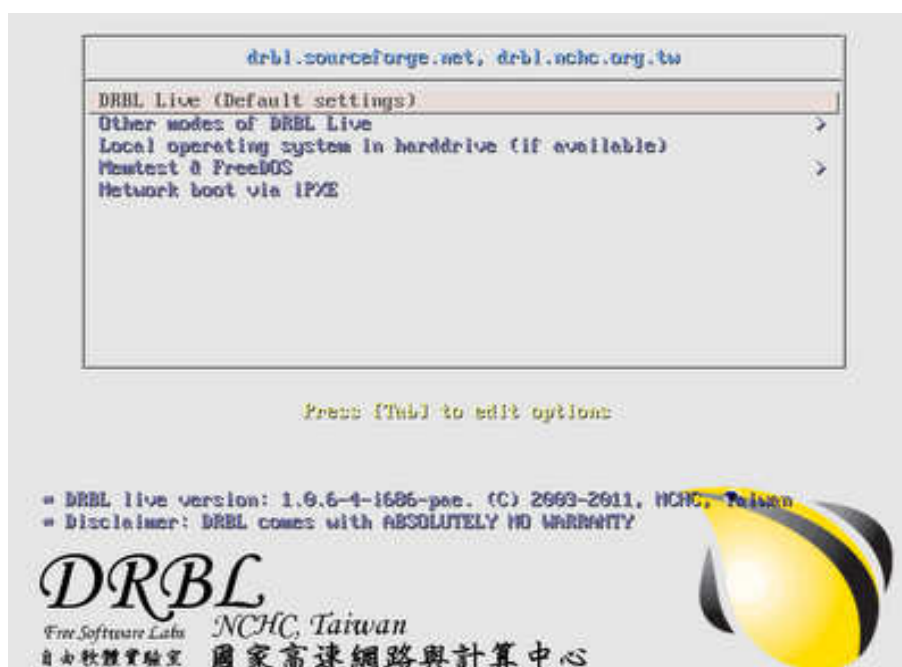 drbl.sourceforge.net, drbl.nchc.org.tw
DRBL Live (Default settings)
Other modes of DRBL Live >
Local operating system in harddrive (if available)
Memtest & FreeDOS >
Network boot via iPXE
Press [Tab] to edit options
* DRBL live version: 1.0.6-4-i686-pae. (C) 2003-2011, NCHC, Taiwan
* Disclaimer: DRBL comes with ABSOLUTELY NO WARRANTY
DRBL
Free Software Labs NCHC, Taiwan
自由軟體實驗室 國家高速網路與計算中心